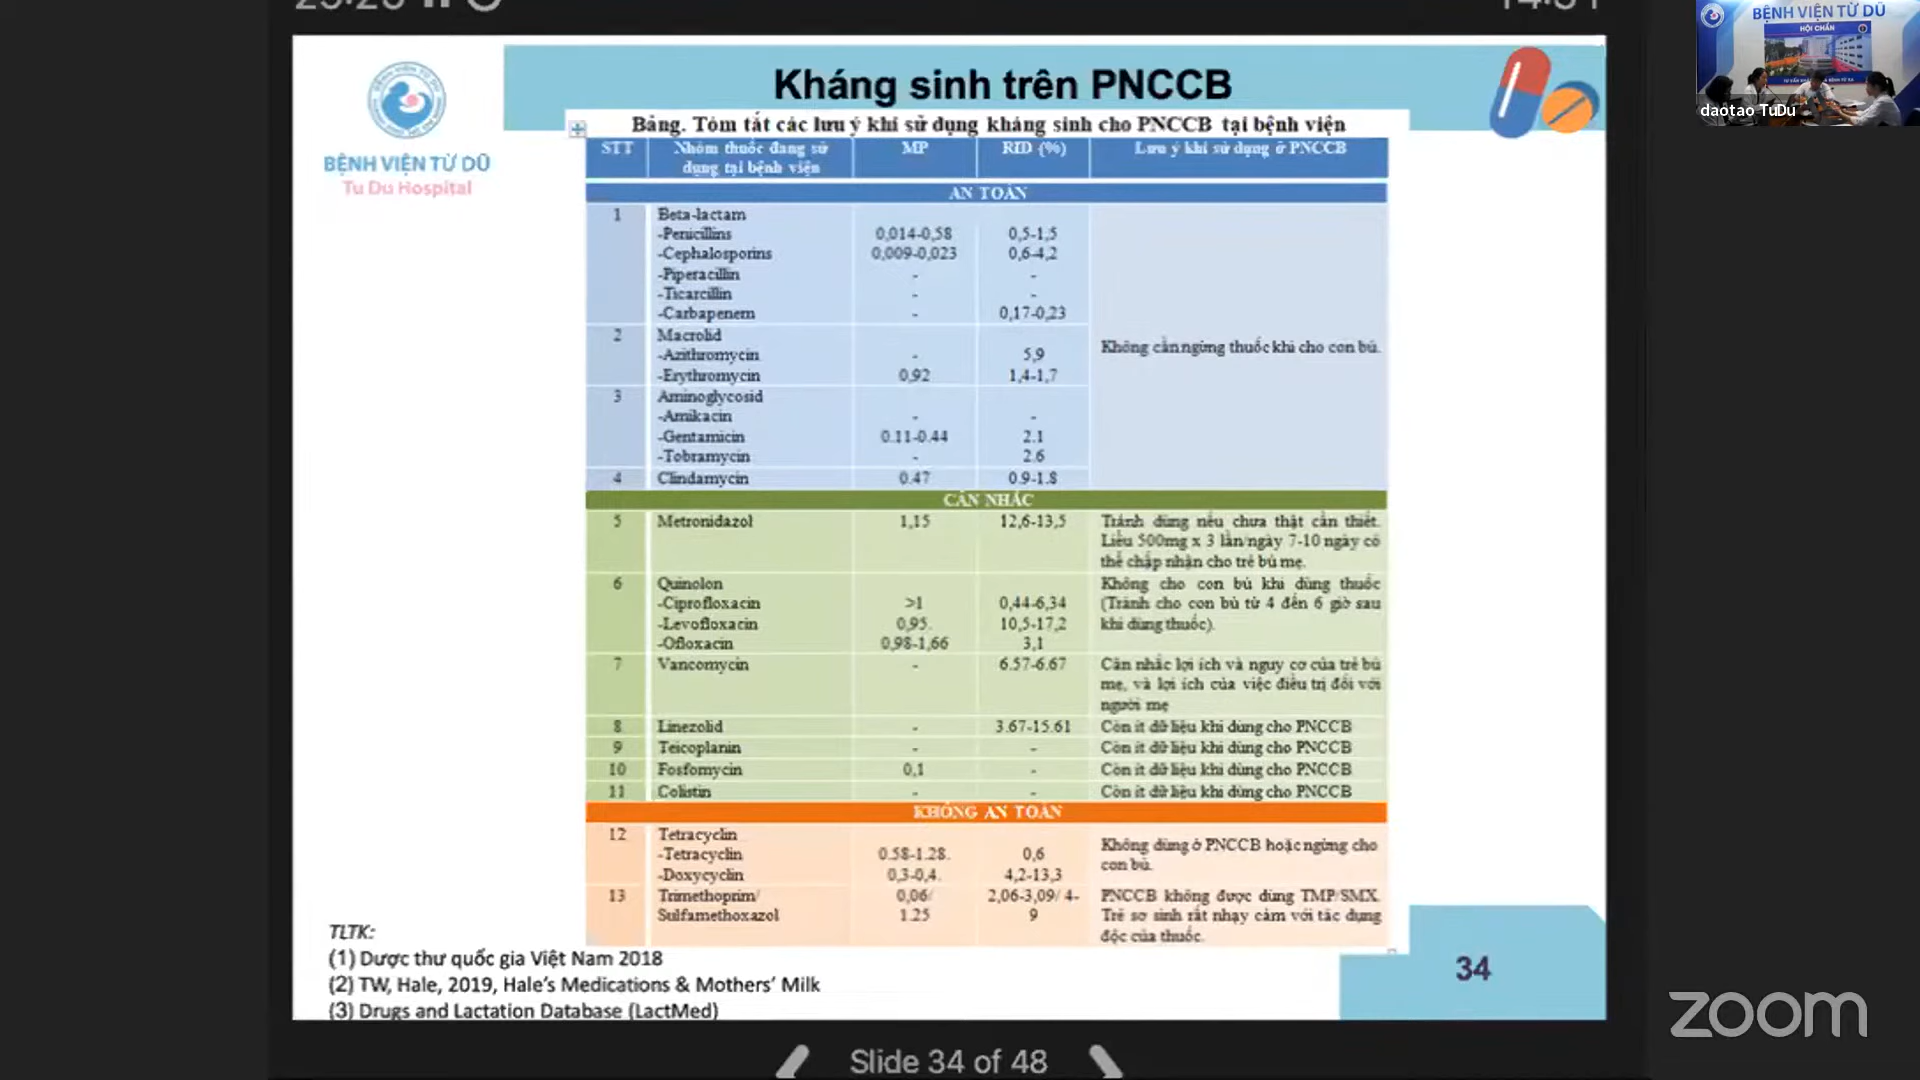 BỆNH VIỆN TỪ DŨ
HỘI CHẨN
daotao TuDu
BỆNH VIỆN TỪ DŨ
Tu Du Hospital
Kháng sinh trên PNCCB
Bảng. Tóm tắt các lưu ý khi sử dụng kháng sinh cho PNCCB tại bệnh viện
STT Nhóm thuốc đang sử dụng tại bệnh viện MP RID (%) Lưu ý khi sử dụng ở PNCCB
AN TOÀN
1 Beta-lactam
-Penicillins 0,014-0,58 0,5-1,5
-Cephalosporins 0,009-0,023 0,6-4,2
-Piperacillin - -
-Ticarcillin - -
-Carbapenem - 0,17-0,23
2 Macrolid
Không cần ngừng thuốc khi cho con bú.
-Azithromycin - 5,9
-Erythromycin 0,92 1,4-1,7
3 Aminoglycosid
-Amikacin - -
-Gentamicin 0.11-0.44 2.1
-Tobramycin - 2.6
4 Clindamycin 0.47 0.9-1.8
CÂN NHẮC
5 Metronidazol 1,15 12,6-13,5 Tránh dùng nếu chưa thật cần thiết.
Liều 500mg x 3 lần/ngày 7-10 ngày có
thể chấp nhận cho trẻ bú mẹ.
6 Quinolon Không cho con bú khi dùng thuốc
-Ciprofloxacin >1 0,44-6,34 (Tránh cho con bú từ 4 đến 6 giờ sau
-Levofloxacin 0,95. 10,5-17,2 khi dùng thuốc).
-Ofloxacin 0,98-1,66 3,1
7 Vancomycin - 6.57-6.67 Cân nhắc lợi ích và nguy cơ của trẻ bú
mẹ, và lợi ích của việc điều trị đối với
người mẹ
8 Linezolid - 3.67-15.61 Còn ít dữ liệu khi dùng cho PNCCB
9 Teicoplanin - - Còn ít dữ liệu khi dùng cho PNCCB
10 Fosfomycin 0,1 - Còn ít dữ liệu khi dùng cho PNCCB
11 Colistin - - Còn ít dữ liệu khi dùng cho PNCCB
KHÔNG AN TOÀN
12 Tetracyclin
-Tetracyclin 0.58-1.28. 0,6 Không dùng ở PNCCB hoặc ngừng cho
-Doxycyclin 0,3-0,4. 4,2-13,3 con bú.
13 Trimethoprim/ 0,06/ 2,06-3,09/ 4- PNCCB không được dùng TMP/SMX.
Sulfamethoxazol 1.25 9 Trẻ sơ sinh rất nhạy cảm với tác dụng
độc của thuốc.
TLTK:
(1) Dược thư quốc gia Việt Nam 2018
(2) TW, Hale, 2019, Hale's Medications & Mothers' Milk
(3) Drugs and Lactation Database (LactMed)
34
zoom
Slide 34 of 48